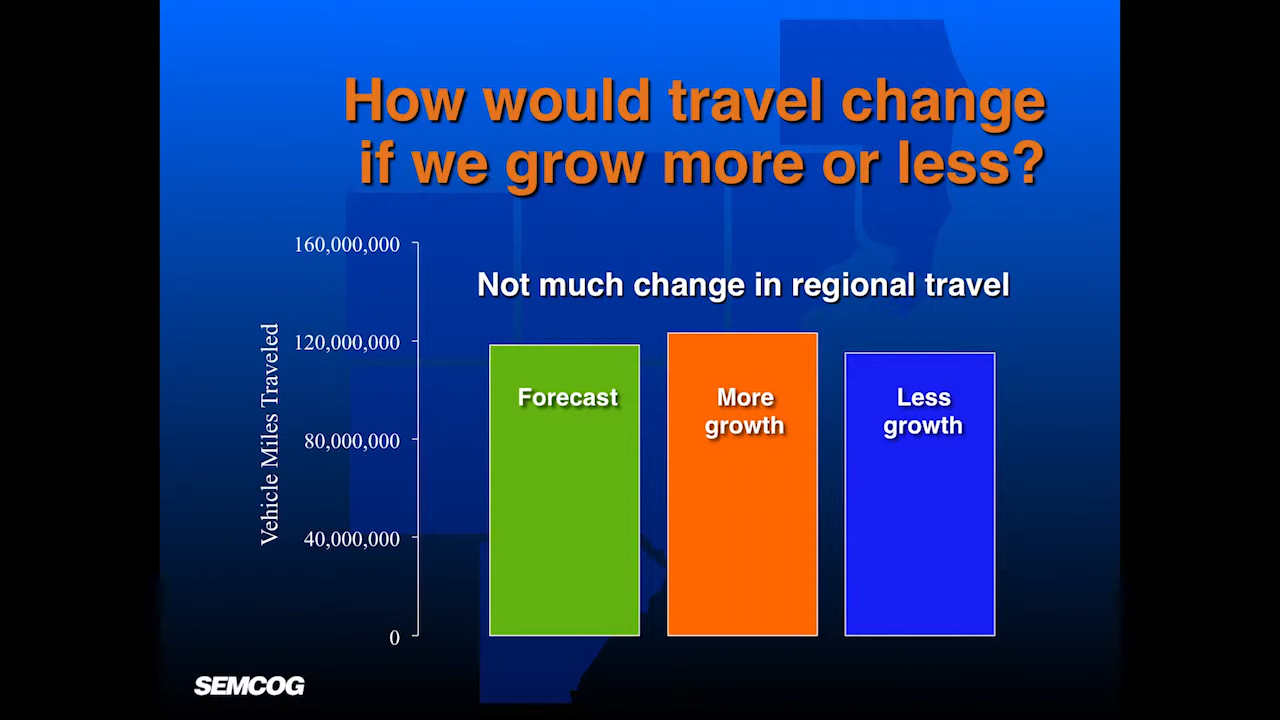 How would travel change
if we grow more or less?
Not much change in regional travel
Vehicle Miles Traveled
160,000,000
120,000,000
80,000,000
40,000,000
0
Forecast
More
growth
Less
growth
SEMCOG